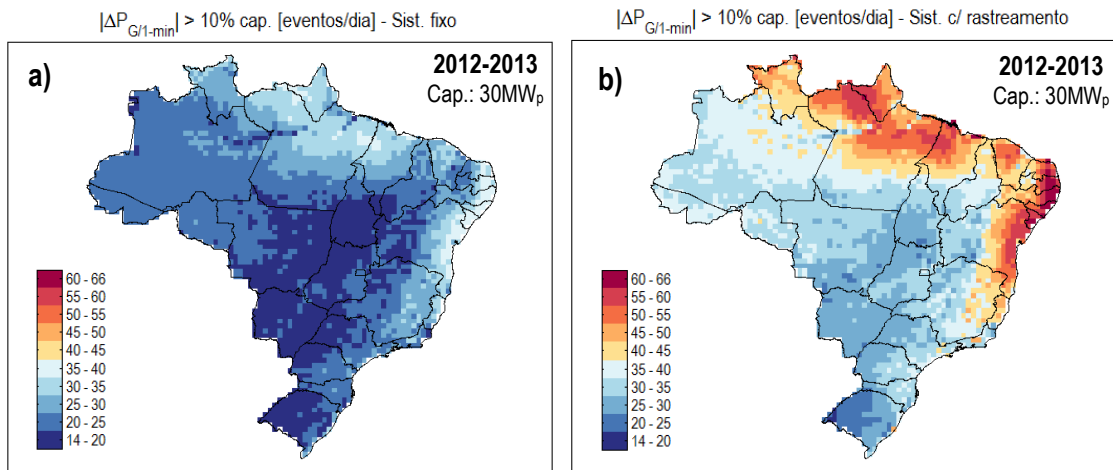 |ΔP_G/1-min| > 10% cap. [eventos/dia] - Sist. fixo
a)
2012-2013
Cap.: 30MW_p
60 - 66
55 - 60
50 - 55
45 - 50
40 - 45
35 - 40
30 - 35
25 - 30
20 - 25
14 - 20
|ΔP_G/1-min| > 10% cap. [eventos/dia] - Sist. c/ rastreamento
b)
2012-2013
Cap.: 30MW_p
60 - 66
55 - 60
50 - 55
45 - 50
40 - 45
35 - 40
30 - 35
25 - 30
20 - 25
14 - 20